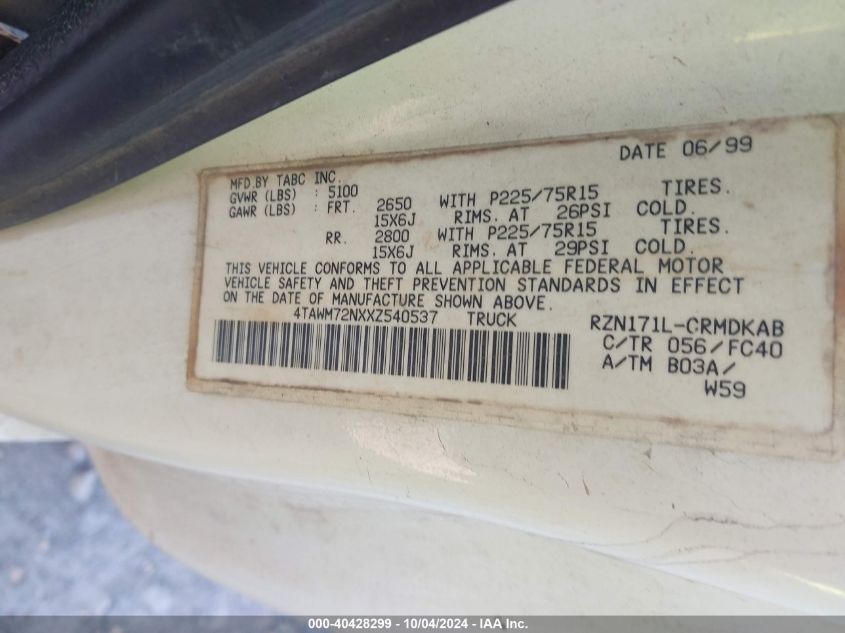 DATE 06/99
MFD.BY TABC INC.
GVWR (LBS) : 5100
GAWR (LBS) : FRT. 2650 WITH P225/75R15 TIRES.
15X6J RIMS. AT 26PSI COLD.
RR. 2800 WITH P225/75R15 TIRES.
15X6J RIMS. AT 29PSI COLD.
THIS VEHICLE CONFORMS TO ALL APPLICABLE FEDERAL MOTOR
VEHICLE SAFETY AND THEFT PREVENTION STANDARDS IN EFFECT
ON THE DATE OF MANUFACTURE SHOWN ABOVE.
4TAWM72NXXZ540537 TRUCK RZN171L-CRMDKAB
C/TR 056/FC40
A/TM B03A/
W59
000-40428299 - 10/04/2024 - IAA Inc.